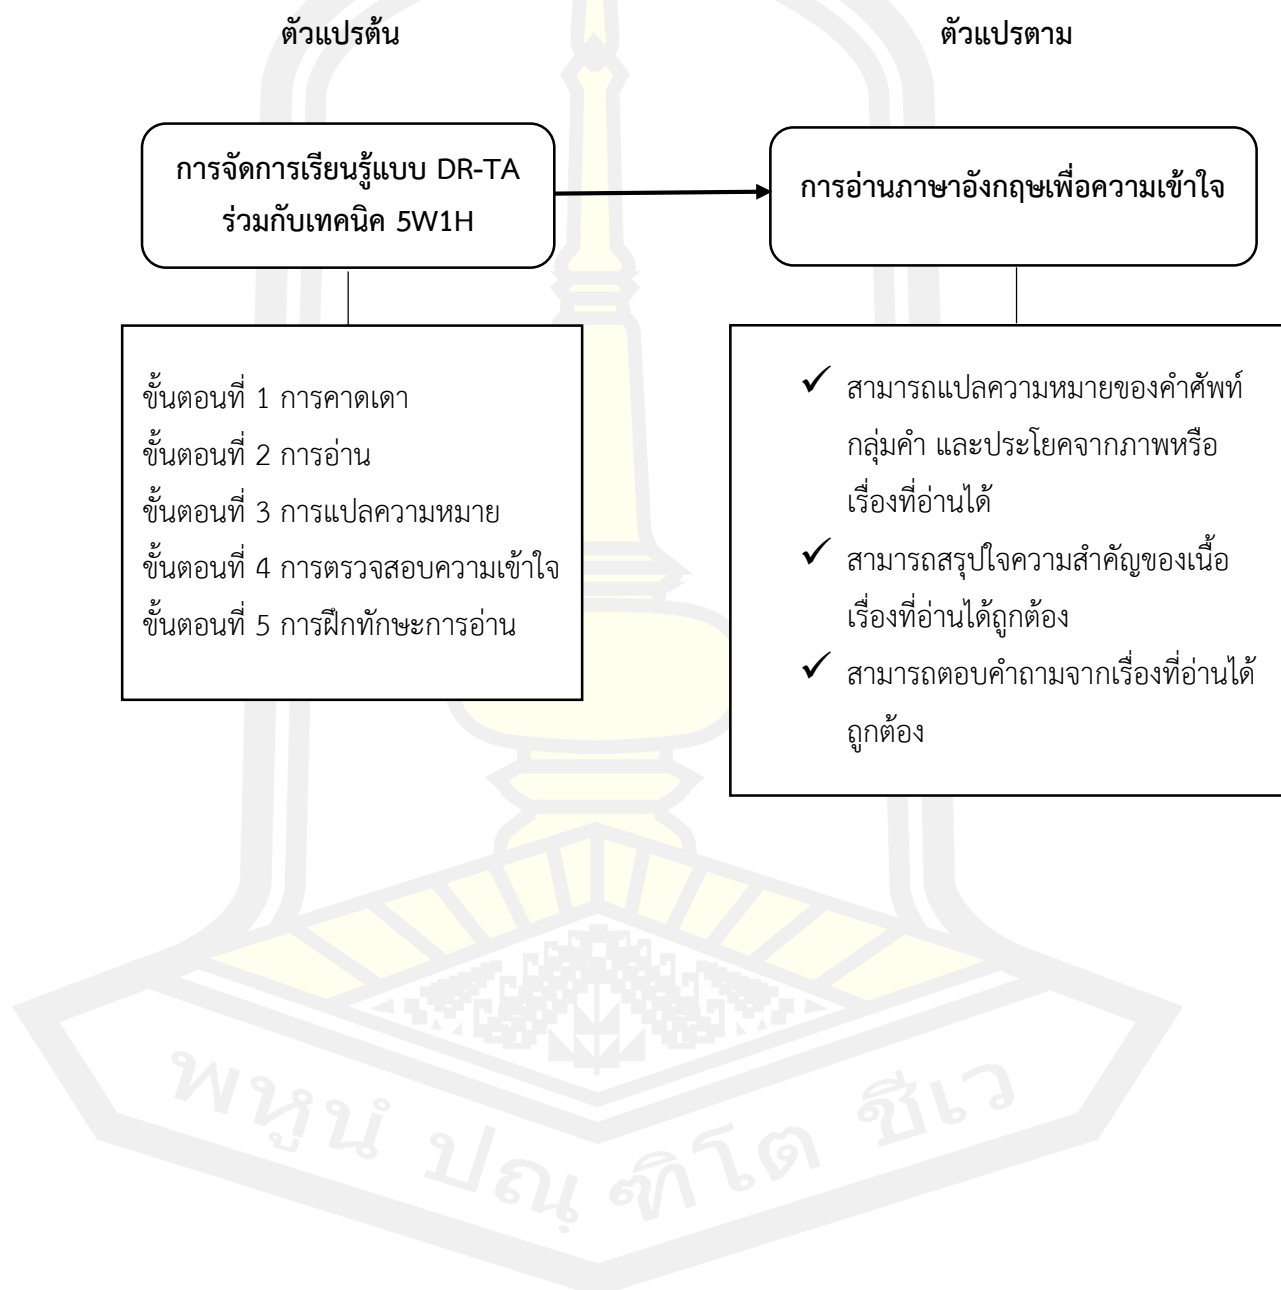 ตัวแปรต้น
ตัวแปรตาม
การจัดการเรียนรู้แบบ DR-TA
ร่วมกับเทคนิค 5W1H
การอ่านภาษาอังกฤษเพื่อความเข้าใจ
ขั้นตอนที่ 1 การคาดเดา
ขั้นตอนที่ 2 การอ่าน
ขั้นตอนที่ 3 การแปลความหมาย
ขั้นตอนที่ 4 การตรวจสอบความเข้าใจ
ขั้นตอนที่ 5 การฝึกทักษะการอ่าน
✓ สามารถแปลความหมายของคำศัพท์
กลุ่มคำ และประโยคจากภาพหรือ
เรื่องที่อ่านได้
✓ สามารถสรุปใจความสำคัญของเนื้อ
เรื่องที่อ่านได้ถูกต้อง
✓ สามารถตอบคำถามจากเรื่องที่อ่านได้
ถูกต้อง
พหูนํ ปณฺฑิโต ชีเว